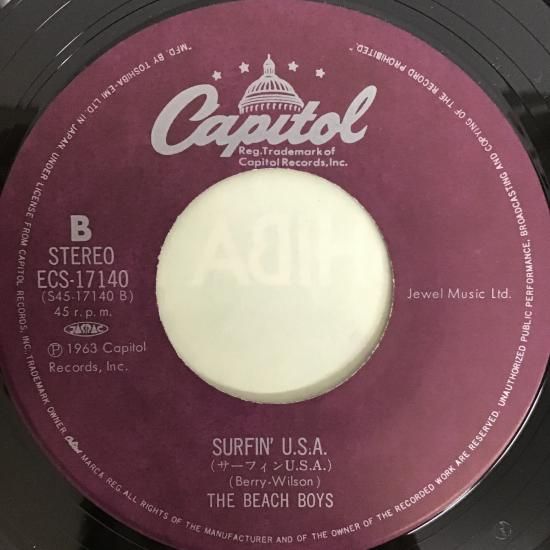 "MFD. BY TOSHIBA-EMI LTD. IN JAPAN. UNDER LICENSE FROM CAPITOL RECORDS, INC. TRADEMARK OWNER Capitol MARCA REG ALL RIGHTS OF THE MANUFACTURER AND OF THE OWNER OF THE RECORDED WORK ARE RESERVED. UNAUTHORIZED PUBLIC PERFORMANCE, BROADCASTING AND COPYING OF THE RECORD PROHIBITED."
Capitol
Reg.Trademark of
Capitol Records,Inc.
B
STEREO
ECS-17140
(S45-17140 B)
45 r.p.m.
JASRAC
Ⓟ 1963 Capitol
Records, Inc.
Jewel Music Ltd.
SURFIN' U.S.A.
(サーフィンU.S.A.)
(Berry-Wilson)
THE BEACH BOYS